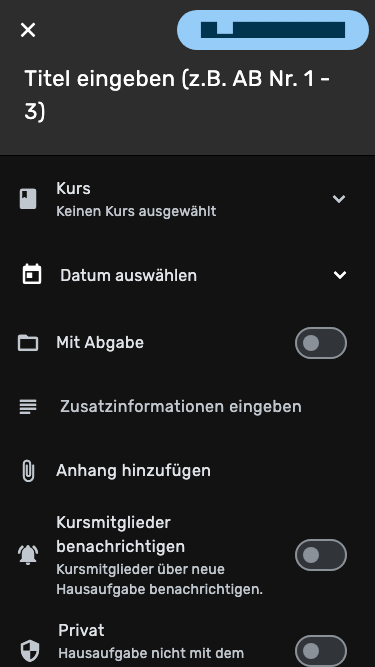 Titel eingeben (z.B. AB Nr. 1 -
3)
Kurs
Keinen Kurs ausgewählt
Datum auswählen
Mit Abgabe
Zusatzinformationen eingeben
Anhang hinzufügen
Kursmitglieder
benachrichtigen
Kursmitglieder über neue
Hausaufgabe benachrichtigen.
Privat
Hausaufgabe nicht mit dem